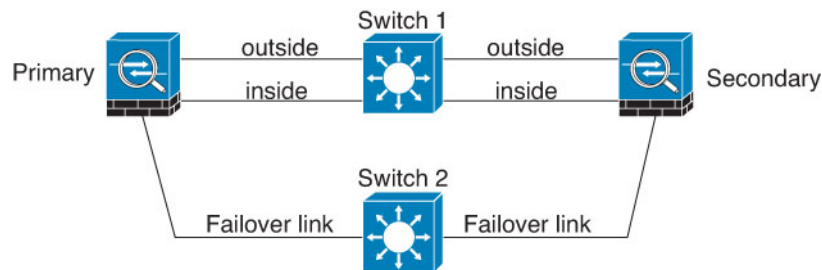 Switch 1
outside
outside
Primary
Secondary
inside
inside
Switch 2
Failover link
Failover link